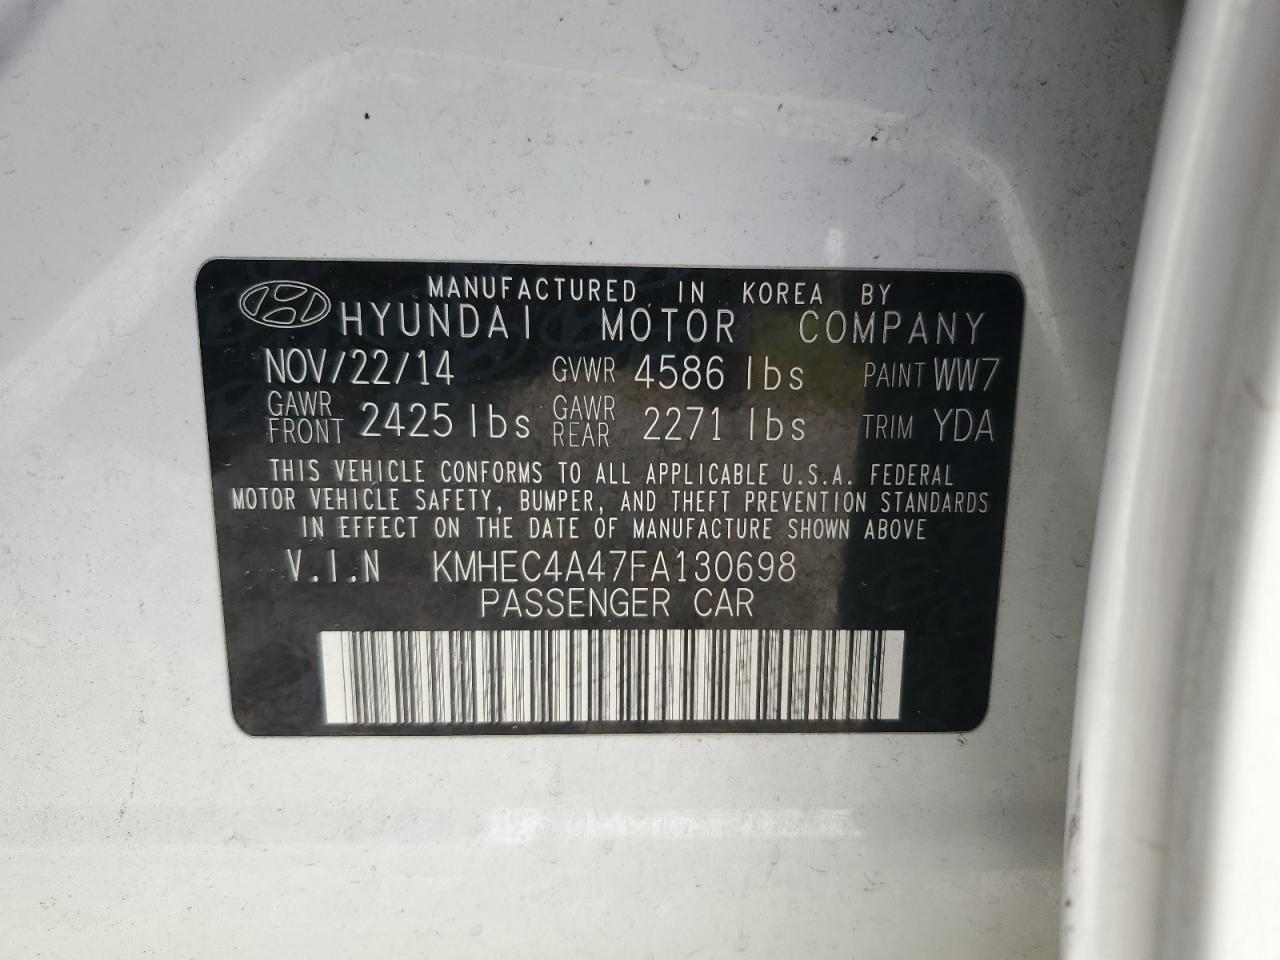 MANUFACTURED IN KOREA BY
HYUNDAI MOTOR COMPANY
NOV/22/14 GVWR 4586 lbs PAINT WW7
GAWR FRONT 2425 lbs GAWR REAR 2271 lbs TRIM YDA
THIS VEHICLE CONFORMS TO ALL APPLICABLE U.S.A. FEDERAL
MOTOR VEHICLE SAFETY, BUMPER, AND THEFT PREVENTION STANDARDS
IN EFFECT ON THE DATE OF MANUFACTURE SHOWN ABOVE
V.I.N KMHEC4A47FA130698
PASSENGER CAR